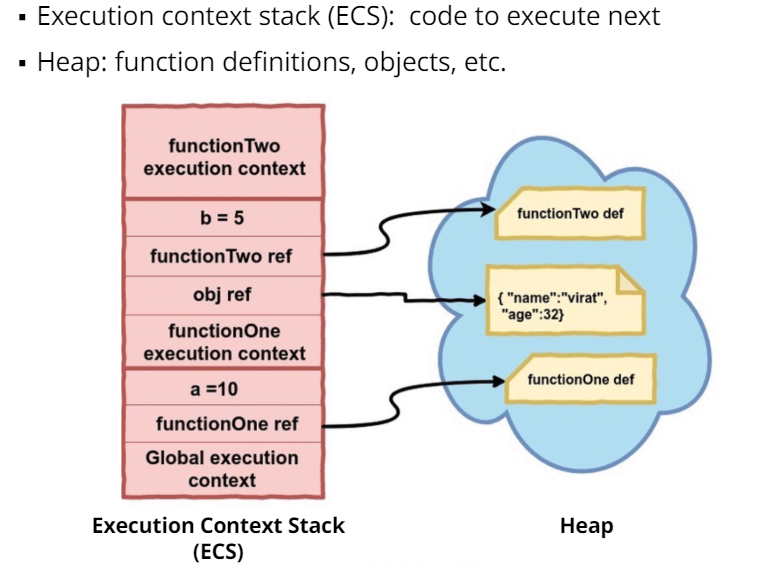 ▪ Execution context stack (ECS): code to execute next
▪ Heap: function definitions, objects, etc.
functionTwo
execution context
b = 5
functionTwo ref
obj ref
functionOne
execution context
a =10
functionOne ref
Global execution
context
functionTwo def
{ "name":"virat",
"age":32}
functionOne def
Execution Context Stack
(ECS)
Heap